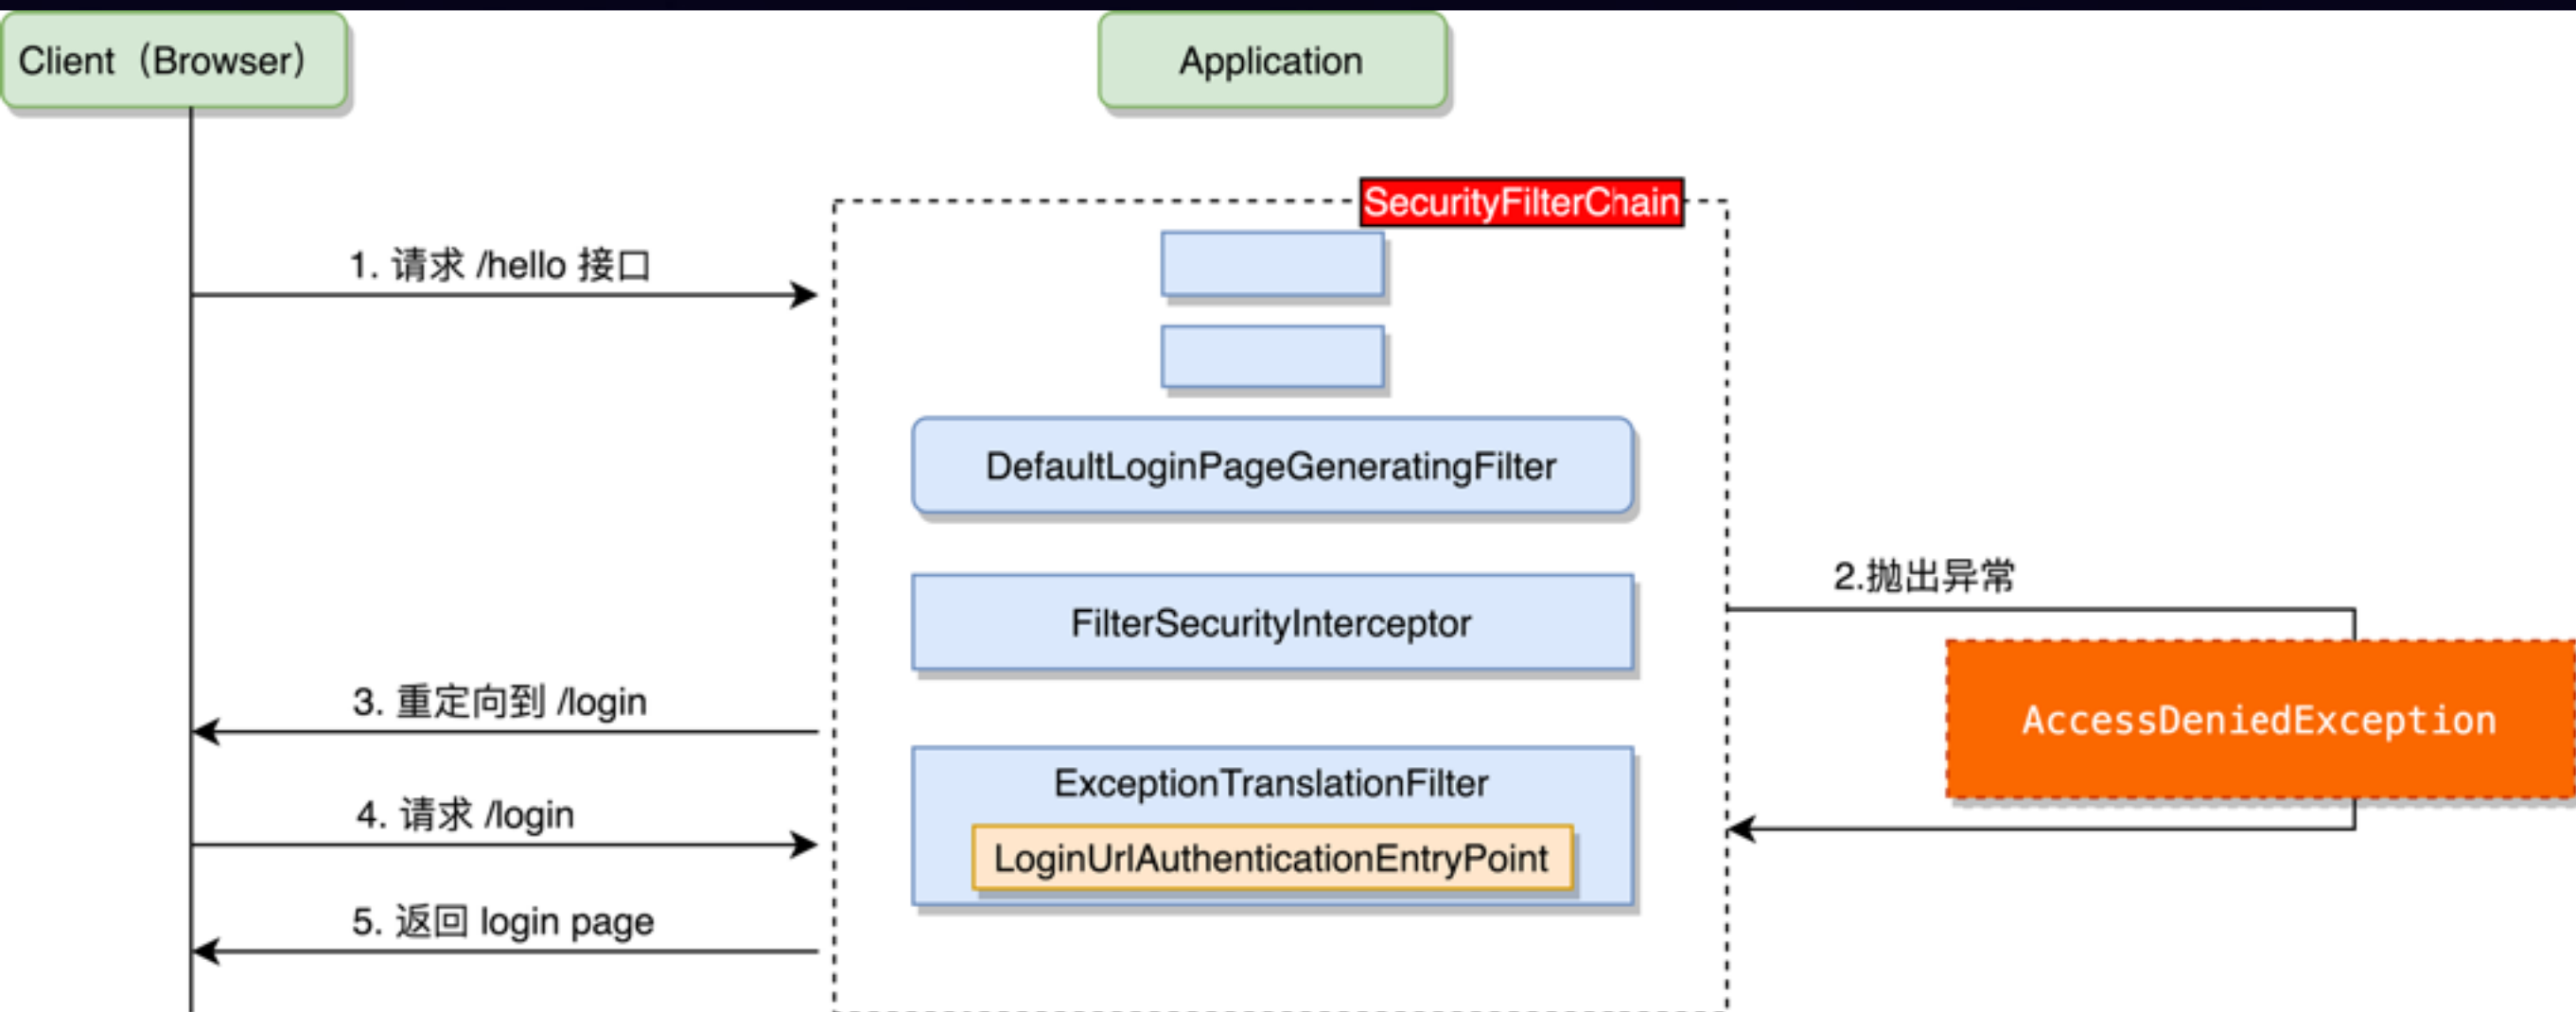 Client（Browser）
Application
SecurityFilterChain
1. 请求 /hello 接口
DefaultLoginPageGeneratingFilter
2.抛出异常
FilterSecurityInterceptor
3. 重定向到 /login
AccessDeniedException
ExceptionTranslationFilter
4. 请求 /login
LoginUrlAuthenticationEntryPoint
5. 返回 login page